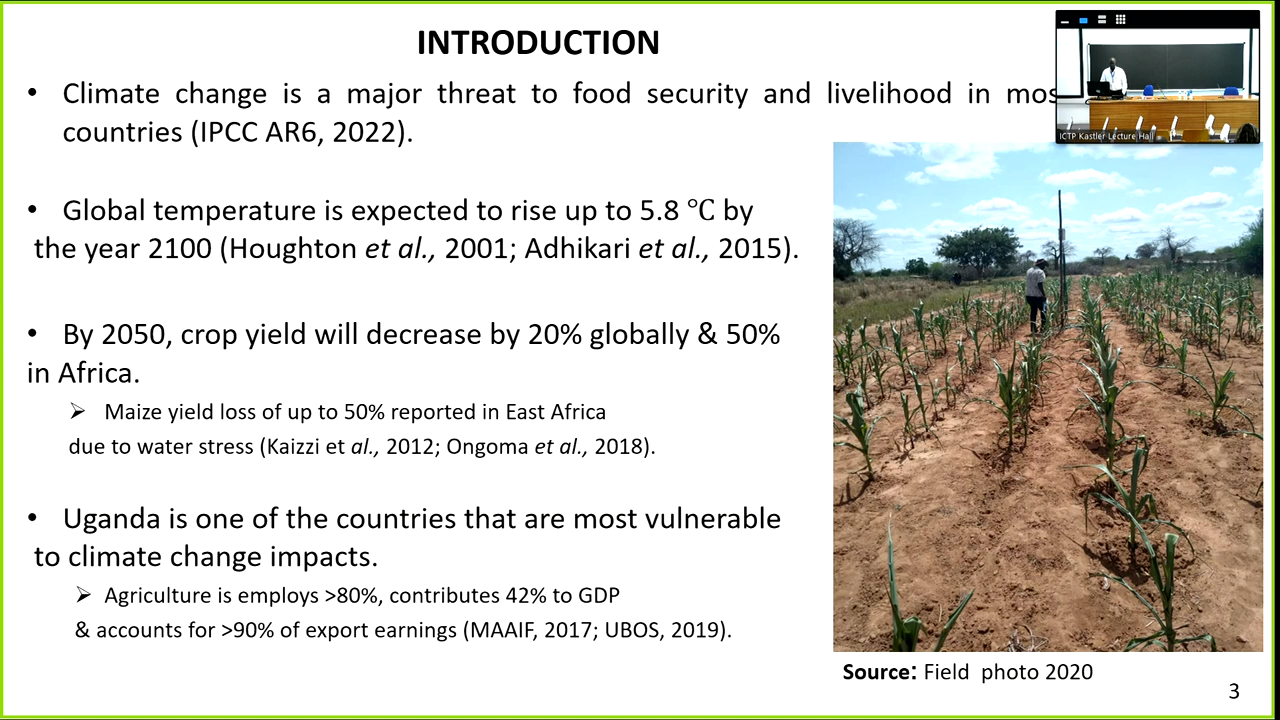 INTRODUCTION
• Climate change is a major threat to food security and livelihood in mos
countries (IPCC AR6, 2022).
• Global temperature is expected to rise up to 5.8 ℃ by
the year 2100 (Houghton et al., 2001; Adhikari et al., 2015).
• By 2050, crop yield will decrease by 20% globally & 50%
in Africa.
➢ Maize yield loss of up to 50% reported in East Africa
due to water stress (Kaizzi et al., 2012; Ongoma et al., 2018).
• Uganda is one of the countries that are most vulnerable
to climate change impacts.
➢ Agriculture is employs >80%, contributes 42% to GDP
& accounts for >90% of export earnings (MAAIF, 2017; UBOS, 2019).
ICTP Kastler Lecture Hall
Source: Field photo 2020
3